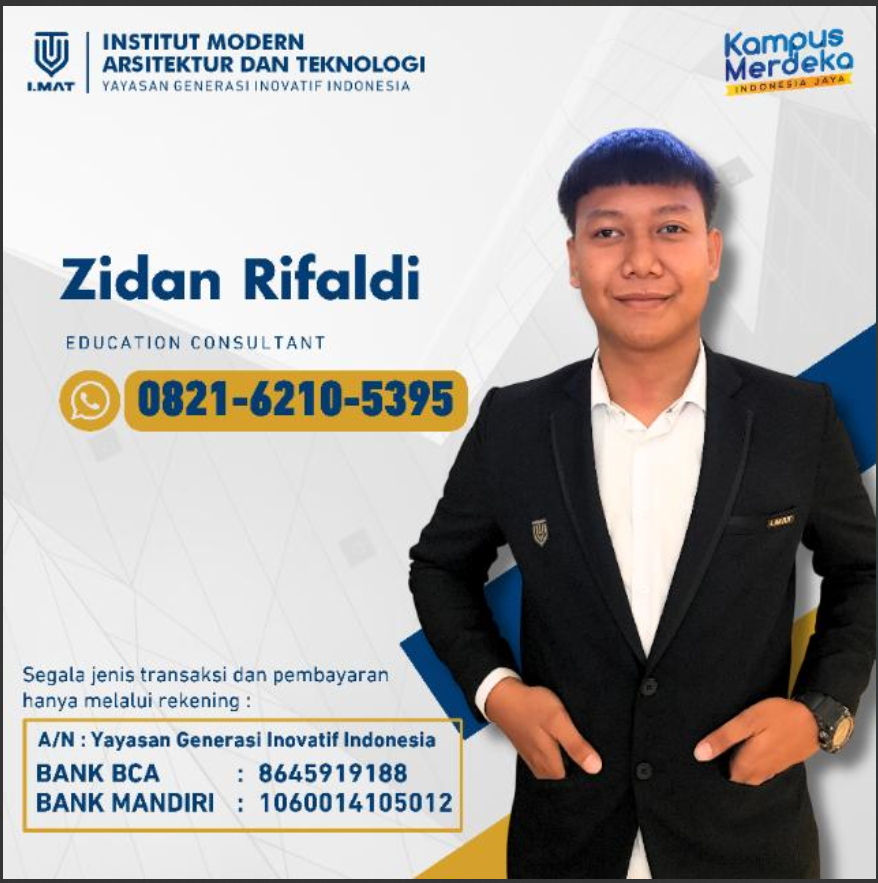 I.MAT
INSTITUT MODERN
ARSITEKTUR DAN TEKNOLOGI
YAYASAN GENERASI INOVATIF INDONESIA
Kampus
Merdeka
INDONESIA JAYA
Zidan Rifaldi
EDUCATION CONSULTANT
0821-6210-5395
I.MAT
Segala jenis transaksi dan pembayaran
hanya melalui rekening :
A/N : Yayasan Generasi Inovatif Indonesia
BANK BCA : 8645919188
BANK MANDIRI : 1060014105012